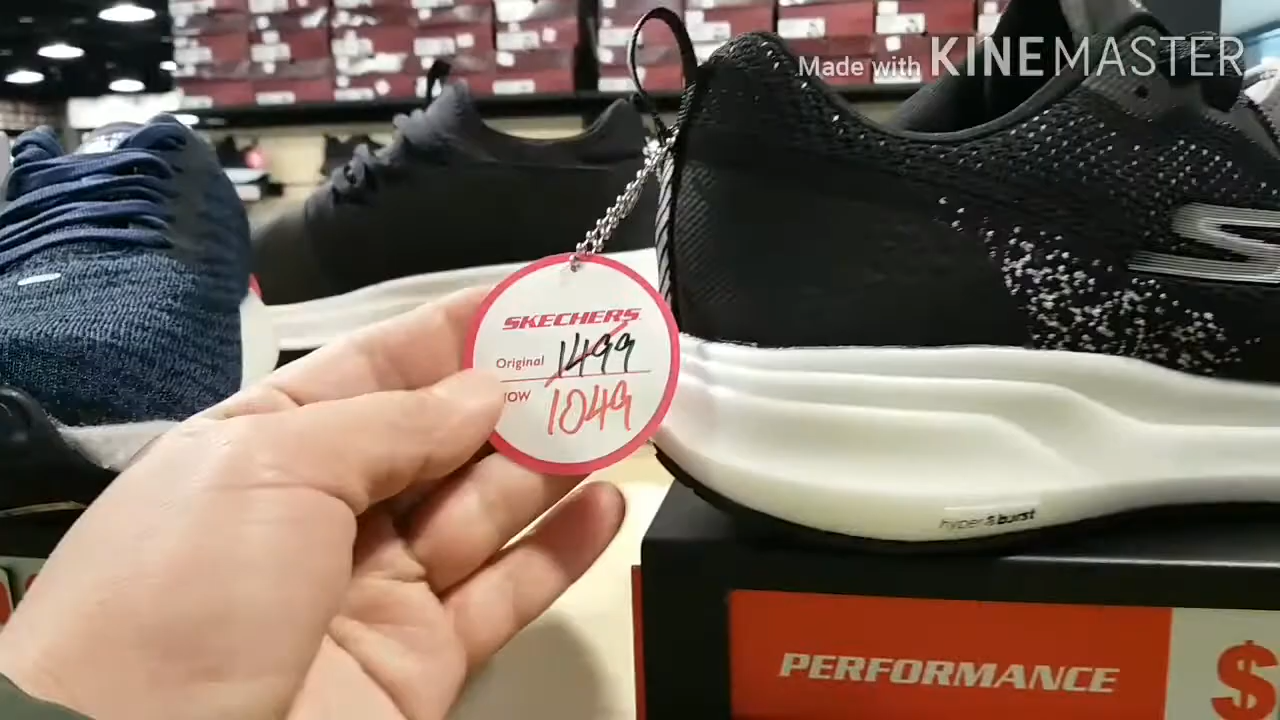 Made with KINEMASTER
SKECHERS
Original 1499
NOW 1049
hyper burst
PERFORMANCE $